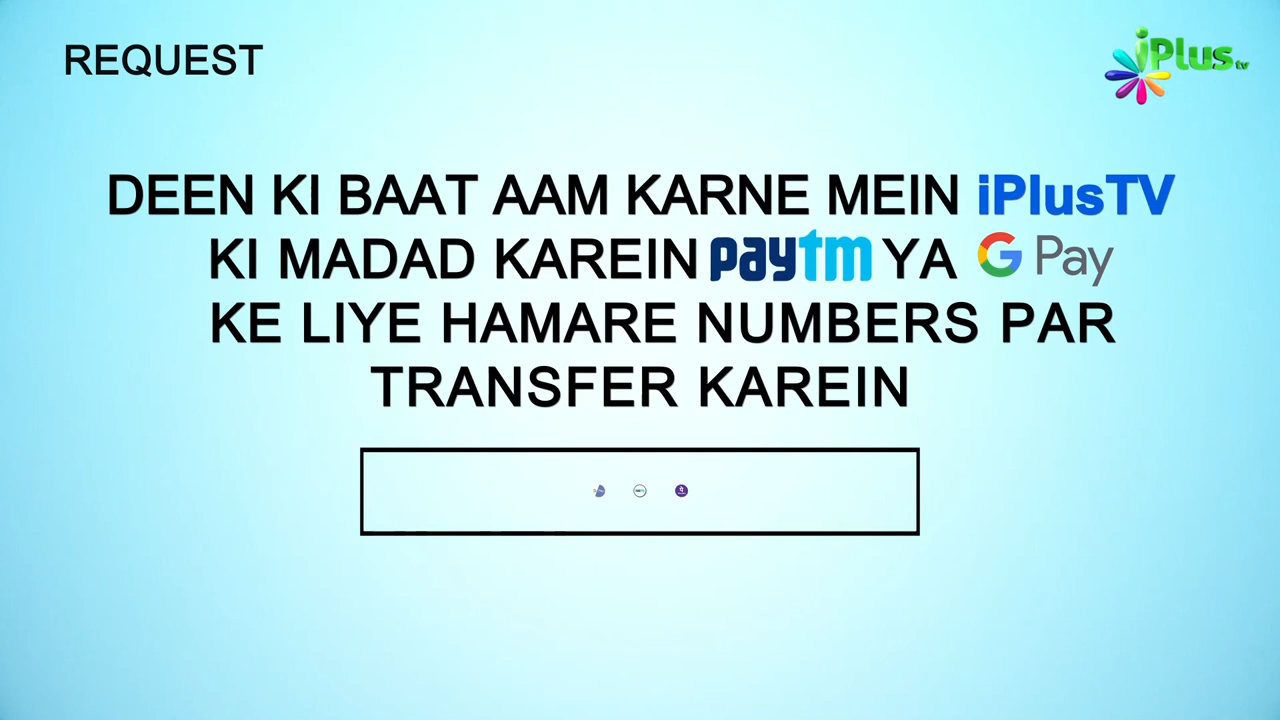 REQUEST
iPlus tv
DEEN KI BAAT AAM KARNE MEIN iPlusTV
KI MADAD KAREIN paytm YA G Pay
KE LIYE HAMARE NUMBERS PAR
TRANSFER KAREIN